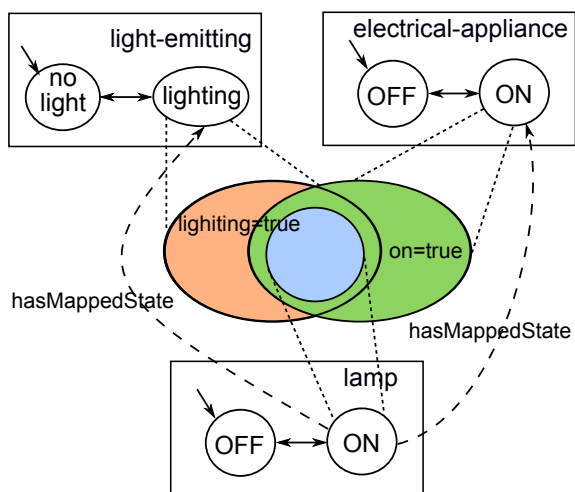 light-emitting
electrical-appliance
no
light
lighting
OFF
ON
lighiting=true
on=true
hasMappedState
hasMappedState
lamp
OFF
ON